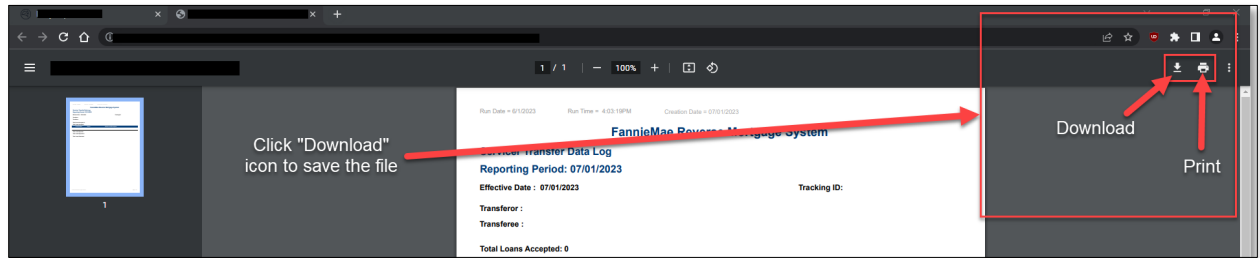 1 / 1 | − 100% +
Click "Download"
icon to save the file
Download
Print
1
Run Date = 6/1/2023 Run Time = 4:03:19PM Creation Date = 07/01/2023
FannieMae Reverse Mortgage System
Servicer Transfer Data Log
Reporting Period: 07/01/2023
Effective Date : 07/01/2023 Tracking ID:
Transferor :
Transferee :
Total Loans Accepted: 0